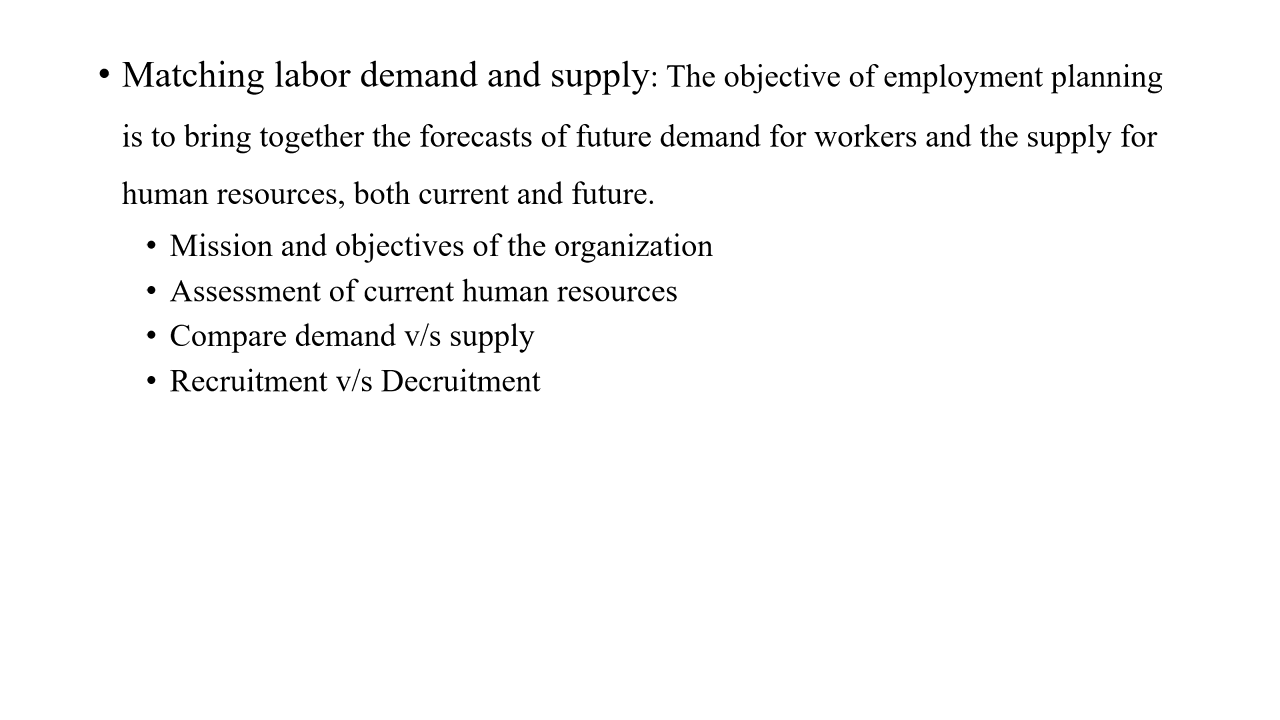 • Matching labor demand and supply: The objective of employment planning
is to bring together the forecasts of future demand for workers and the supply for
human resources, both current and future.
• Mission and objectives of the organization
• Assessment of current human resources
• Compare demand v/s supply
• Recruitment v/s Decruitment